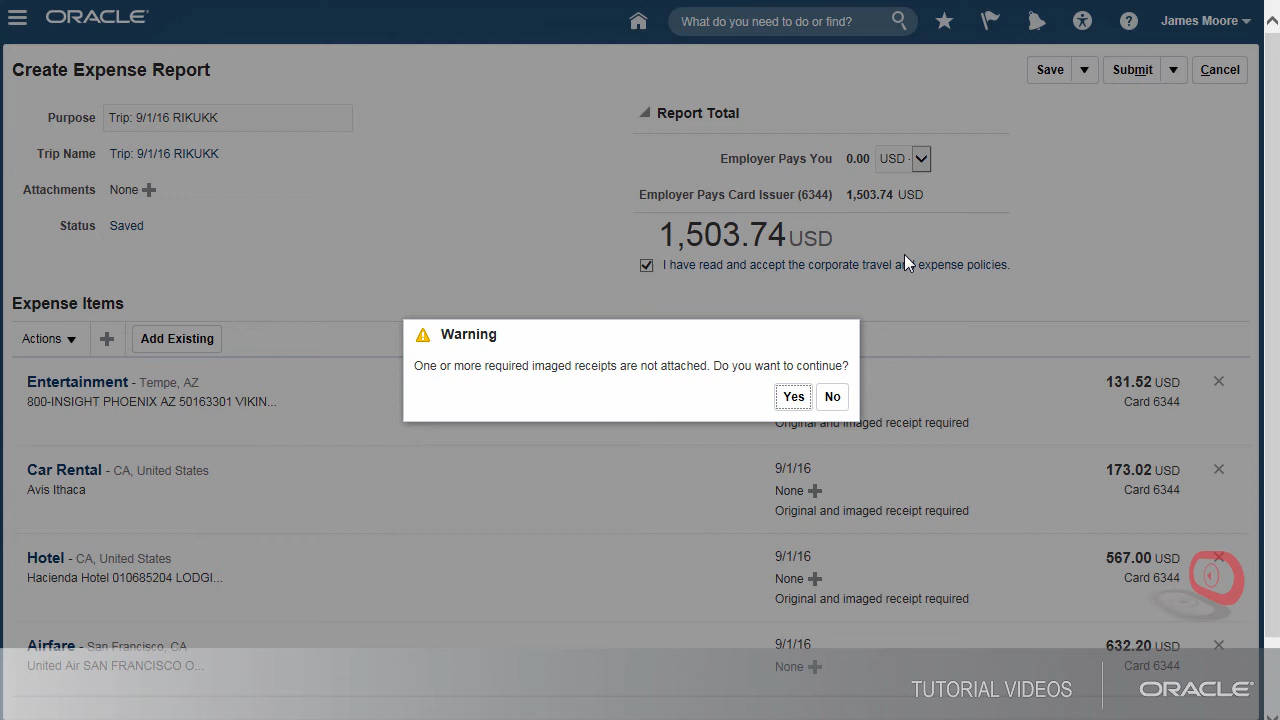 ORACLE
What do you need to do or find?
James Moore
Create Expense Report
Save
Submit
Cancel
Purpose
Trip: 9/1/16 RIKUKK
Trip Name
Trip: 9/1/16 RIKUKK
Attachments
None
Status
Saved
Report Total
Employer Pays You
0.00
USD -
Employer Pays Card Issuer (6344)
1,503.74 USD
1,503.74 USD
I have read and accept the corporate travel and expense policies.
Expense Items
Actions
Add Existing
Warning
One or more required imaged receipts are not attached. Do you want to continue?
Yes
No
Entertainment - Tempe, AZ
800-INSIGHT PHOENIX AZ 50163301 VIKIN...
Original and imaged receipt required
131.52 USD
Card 6344
Car Rental - CA, United States
Avis Ithaca
9/1/16
None
Original and imaged receipt required
173.02 USD
Card 6344
Hotel - CA, United States
Hacienda Hotel 010685204 LODGI...
9/1/16
None
Original and imaged receipt required
567.00 USD
Card 6344
Airfare - San Francisco, CA
United Air SAN FRANCISCO O...
9/1/16
None
632.20 USD
Card 6344
TUTORIAL VIDEOS
ORACLE